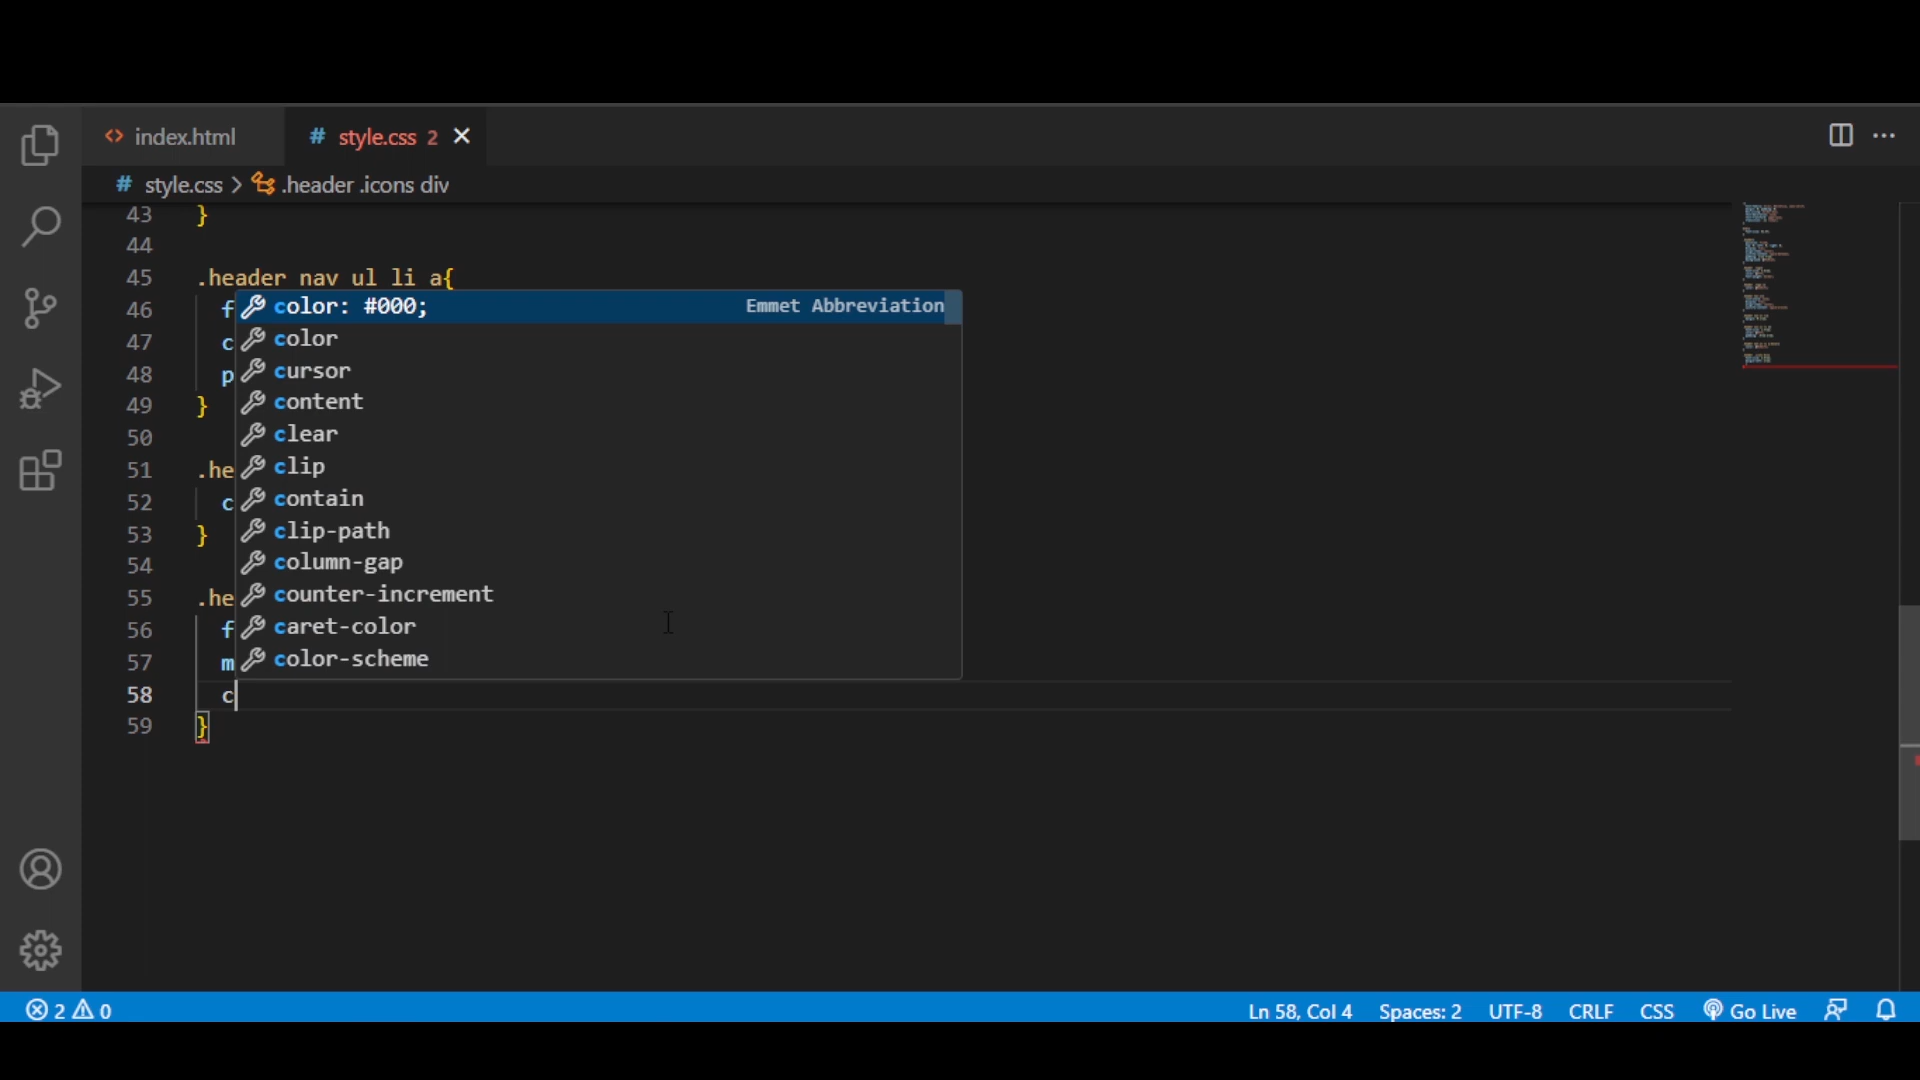 index.html
style.css 2
style.css > .header .icons div
43 }
44
45 .header nav ul li a{
46 f
47 c
48 p
49 }
50
51 .he
52 c
53 }
54
55 .he
56 f
57 m
58 c
59 }
color: #000; Emmet Abbreviation
color
cursor
content
clear
clip
contain
clip-path
column-gap
counter-increment
caret-color
color-scheme
2 0
Ln 58, Col 4 Spaces: 2 UTF-8 CRLF CSS Go Live